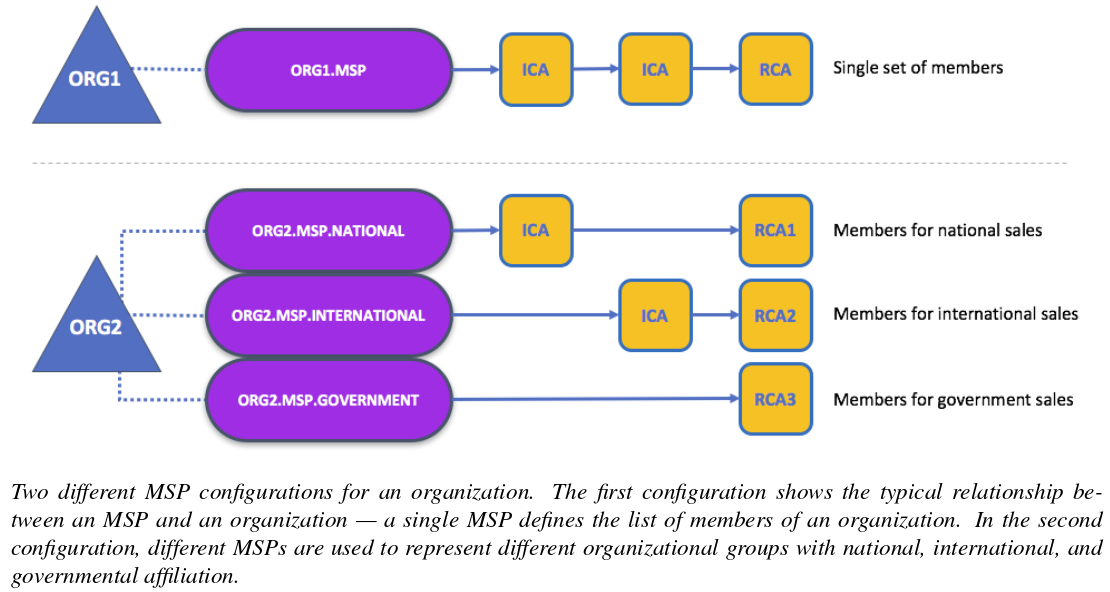 ORG1
ORG1.MSP
ICA
ICA
RCA
Single set of members
ORG2.MSP.NATIONAL
ICA
RCA1
Members for national sales
ORG2
ORG2.MSP.INTERNATIONAL
ICA
RCA2
Members for international sales
ORG2.MSP.GOVERNMENT
RCA3
Members for government sales
Two different MSP configurations for an organization. The first configuration shows the typical relationship be-
tween an MSP and an organization — a single MSP defines the list of members of an organization. In the second
configuration, different MSPs are used to represent different organizational groups with national, international, and
governmental affiliation.